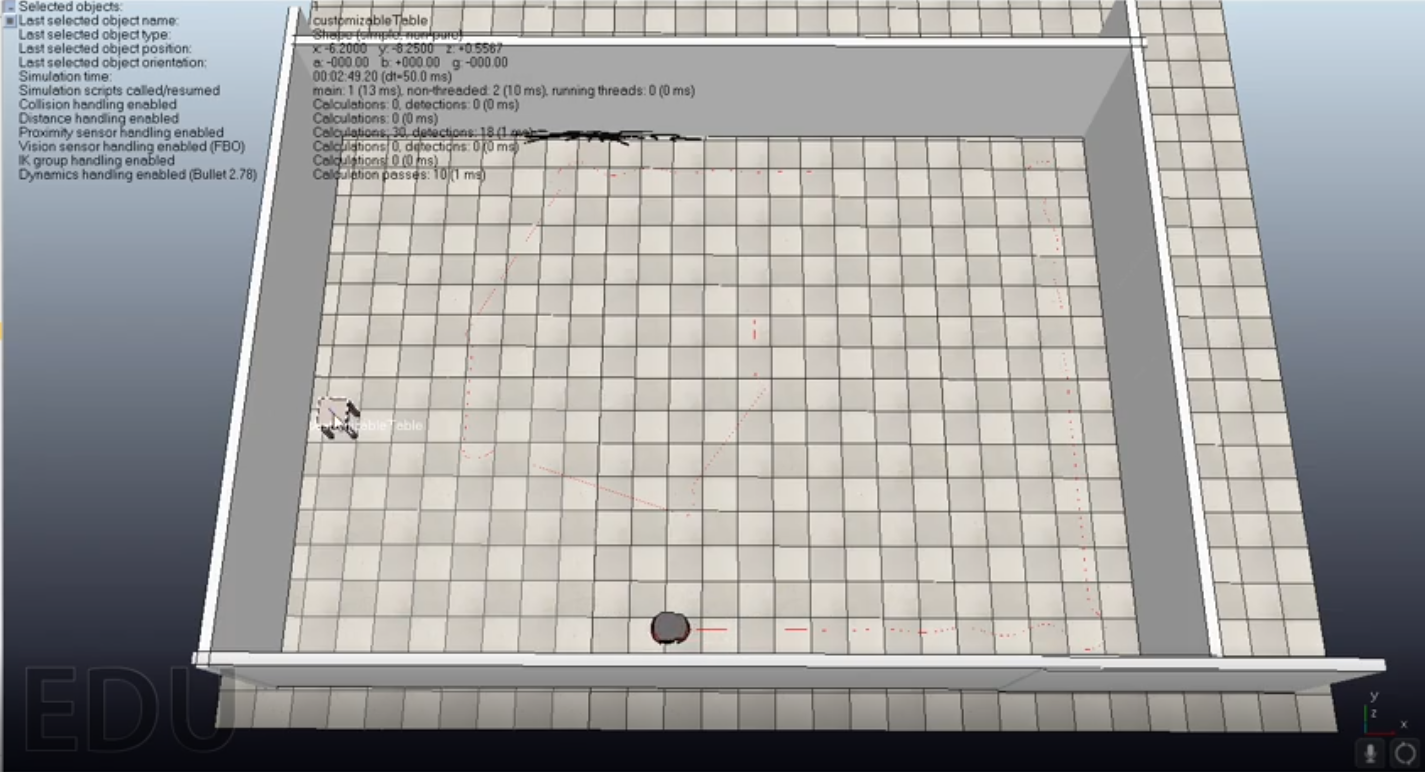 Selected objects:
Last selected object name: customizableTable
Last selected object type: Shape (simple, non-pure)
Last selected object position: x: -6.2000 y: -8.2500 z: +0.5567
Last selected object orientation: a: -000.00 b: +000.00 g: -000.00
Simulation time: 00:02:49.20 (dt=50.0 ms)
Simulation scripts called/resumed main: 1 (13 ms), non-threaded: 2 (10 ms), running threads: 0 (0 ms)
Collision handling enabled Calculations: 0, detections: 0 (0 ms)
Distance handling enabled Calculations: 0 (0 ms)
Proximity sensor handling enabled Calculations: 30, detections: 18 (1 ms)
Vision sensor handling enabled (FBO) Calculations: 0, detections: 0 (0 ms)
IK group handling enabled Calculations: 0 (0 ms)
Dynamics handling enabled (Bullet 2.78) Calculation passes: 10 (1 ms)
customizableTable
EDU
y
z
x